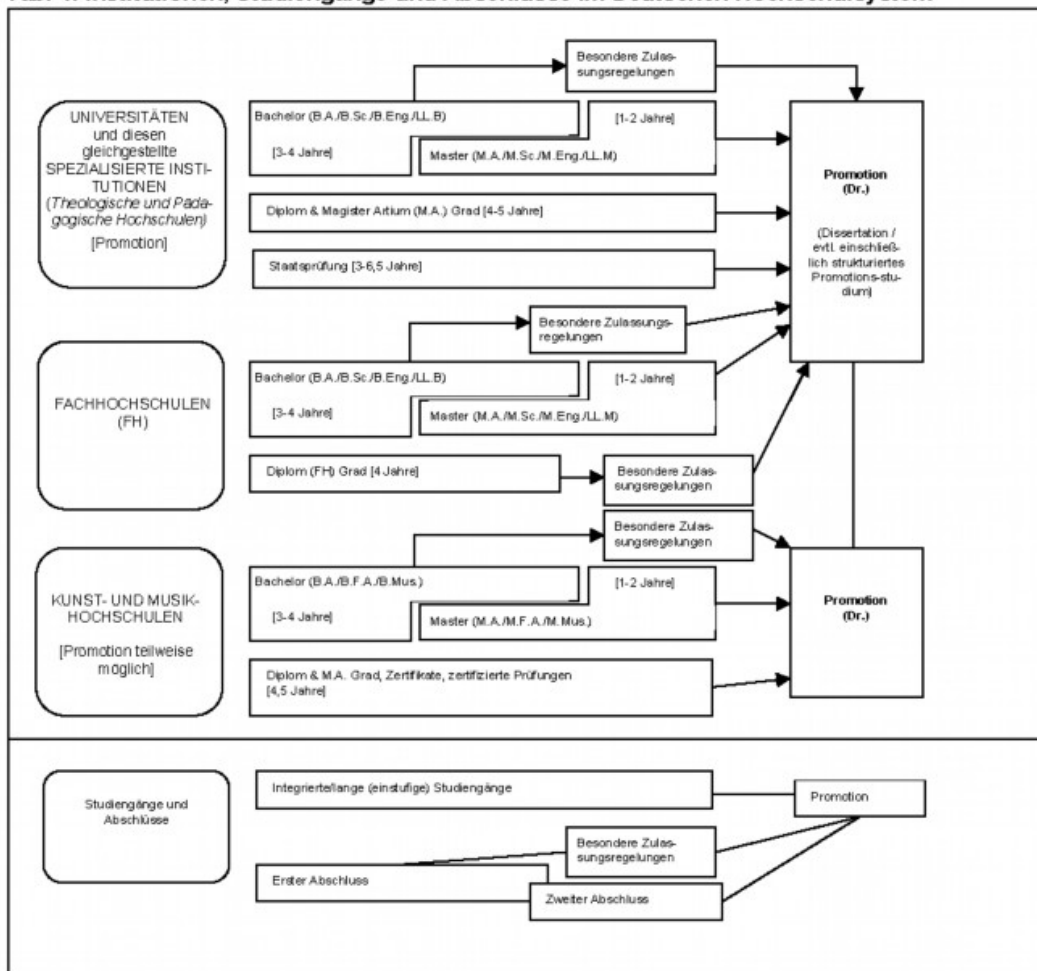 Besondere Zulas-
sungsregelungen
UNIVERSITÄTEN
und diesen
gleichgestellte
SPEZIALISIERTE INSTI-
TUTIONEN
(Theologische und Päda-
gogische Hochschulen)
[Promotion]
Bachelor (B.A./B.Sc./B.Eng./LL.B)
[3-4 Jahre]
[1-2 Jahre]
Master (M.A./M.Sc./M.Eng./LL.M)
Diplom & Magister Artium (M.A.) Grad [4-5 Jahre]
Staatsprüfung [3-6,5 Jahre]
Promotion
(Dr.)
(Dissertation /
evtl. einschließ-
lich strukturiertes
Promotions-stu-
dium)
Besondere Zulassungs-
regelungen
FACHHOCHSCHULEN
(FH)
Bachelor (B.A./B.Sc./B.Eng./LL.B)
[3-4 Jahre]
[1-2 Jahre]
Master (M.A./M.Sc./M.Eng./LL.M)
Diplom (FH) Grad [4 Jahre]
Besondere Zulas-
sungsregelungen
Besondere Zulas-
sungsregelungen
KUNST- UND MUSIK-
HOCHSCHULEN
[Promotion teilweise
möglich]
Bachelor (B.A./B.F.A./B.Mus.)
[3-4 Jahre]
[1-2 Jahre]
Master (M.A./M.F.A./M.Mus.)
Diplom & M.A. Grad, Zertifikate, zertifizierte Prüfungen
[4,5 Jahre]
Promotion
(Dr.)
Studiengänge und
Abschlüsse
Integrierte/lange (einstufige) Studiengänge
Promotion
Besondere Zulas-
sungsregelungen
Erster Abschluss
Zweiter Abschluss